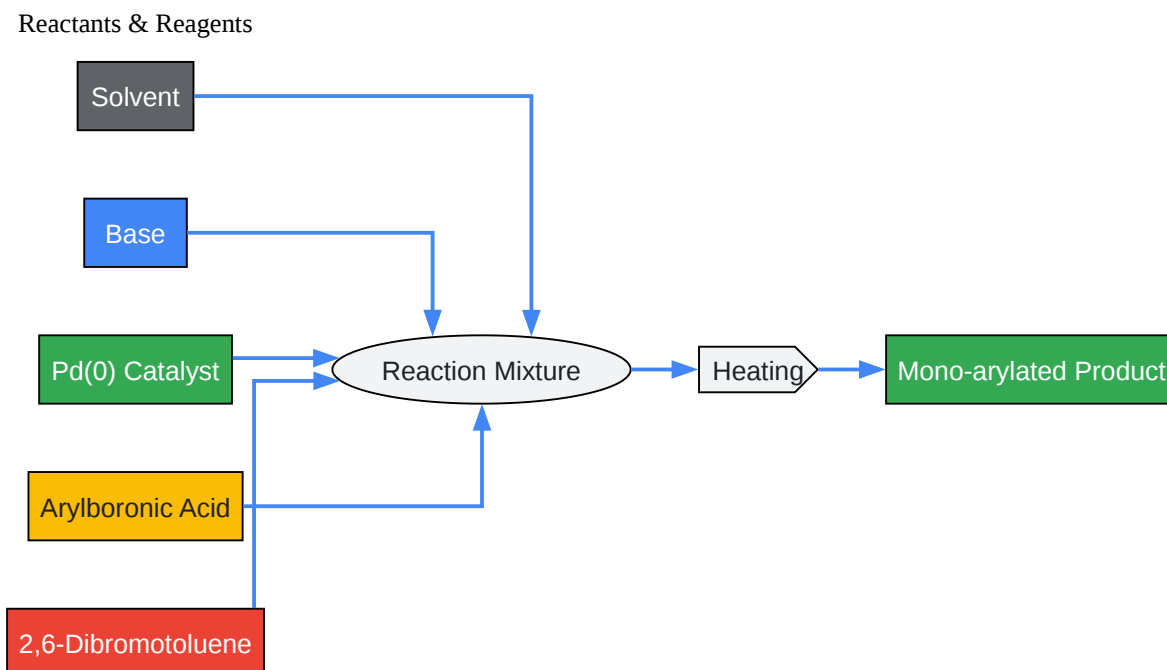 Reactants & Reagents
Solvent
Base
Pd(0) Catalyst
Reaction Mixture
Heating
Mono-arylated Product
Arylboronic Acid
2,6-Dibromotoluene